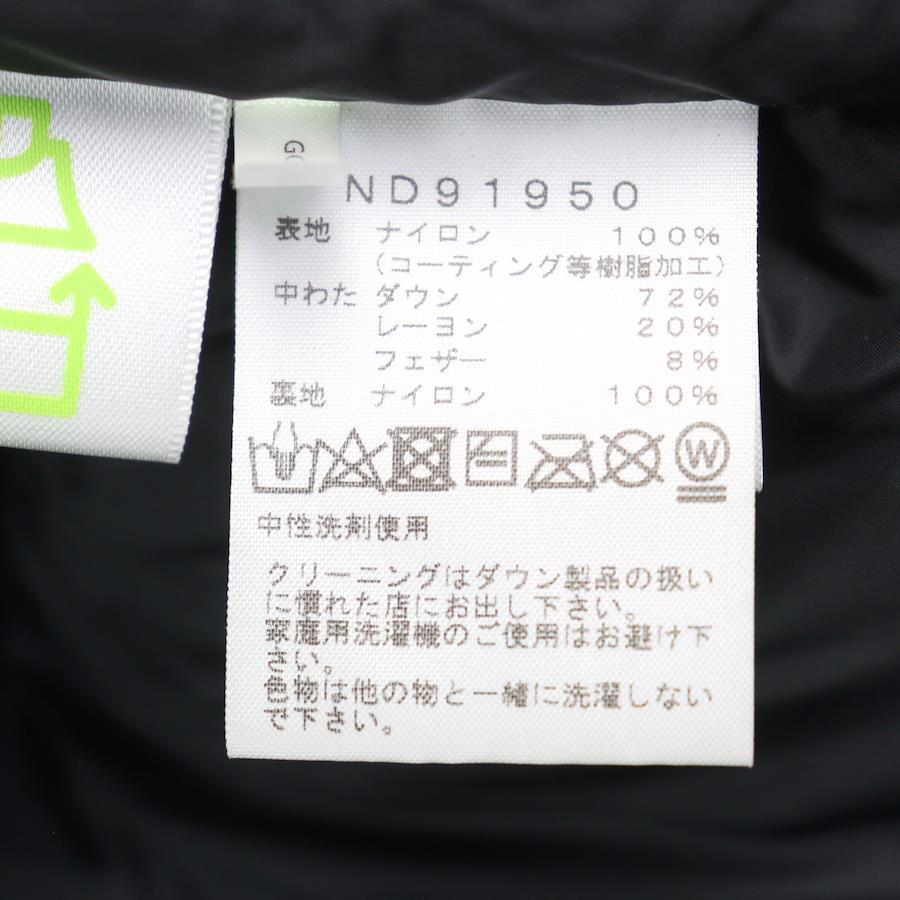 GO
ND91950
表地 ナイロン 100%
(コーティング等樹脂加工)
中わた ダウン 72%
レーヨン 20%
フェザー 8%
裏地 ナイロン 100%
W
中性洗剤使用
クリーニングはダウン製品の扱い
に慣れた店にお出し下さい。
家庭用洗濯機のご使用はお避け下
さい。
色物は他の物と一緒に洗濯しない
で下さい。